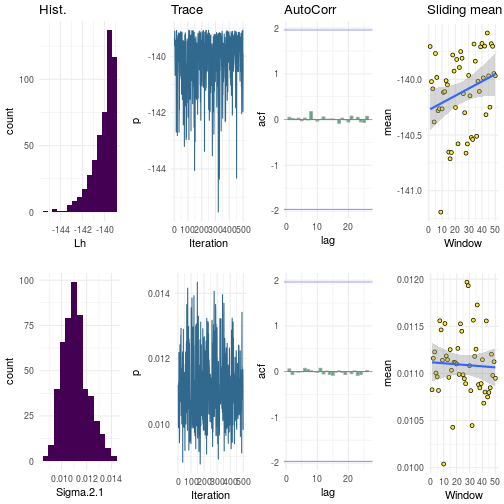 Hist.
Trace
AutoCorr
Sliding mean
count
100
50
0
-144 -142 -140
Lh
p
-140
-142
-144
0 100200300400500
Iteration
acf
2
1
0
-1
-2
0 10 20
lag
mean
-140.0
-140.5
-141.0
0 10 20 30 40 50
Window
count
100
75
50
25
0
0.010 0.012 0.014
Sigma.2.1
p
0.014
0.012
0.010
0 100200300400500
Iteration
acf
2
1
0
-1
-2
0 10 20
lag
mean
0.0120
0.0115
0.0110
0.0105
0.0100
0 10 20 30 40 50
Window